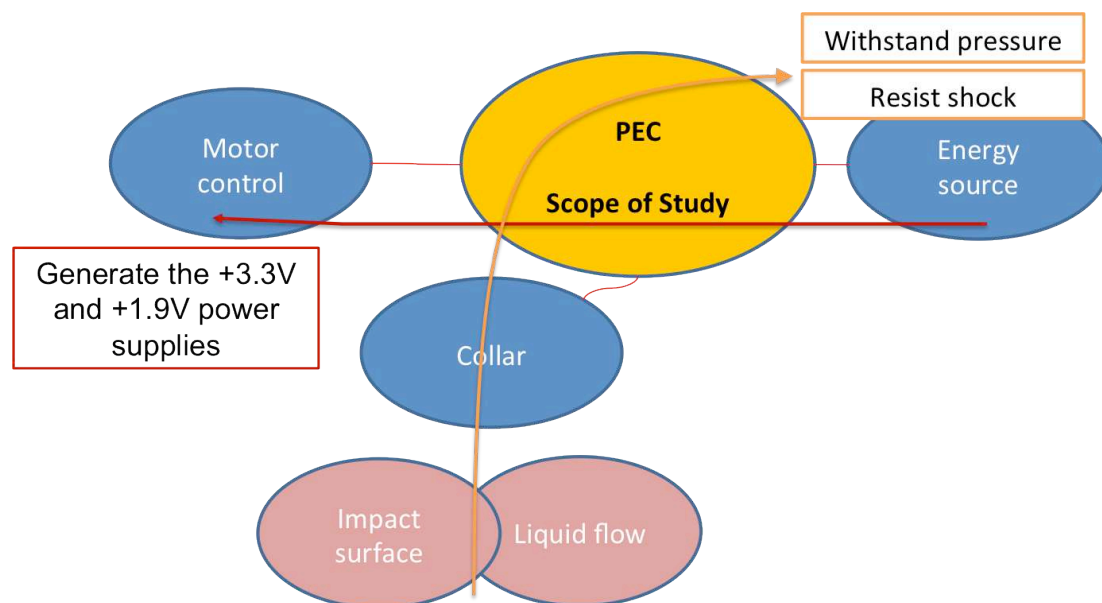 Withstand pressure
Resist shock
Motor
control
PEC
Energy
source
Scope of Study
Generate the +3.3V
and +1.9V power
supplies
Collar
Impact
surface
Liquid flow